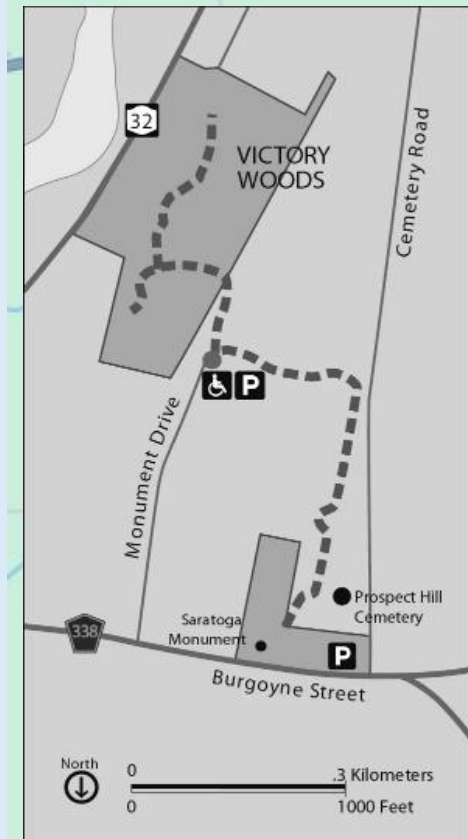 32
VICTORY
WOODS
Cemetery Road
P
Monument Drive
Saratoga
Monument
Prospect Hill
Cemetery
338
P
Burgoyne Street
North
0
.3 Kilometers
0
1000 Feet